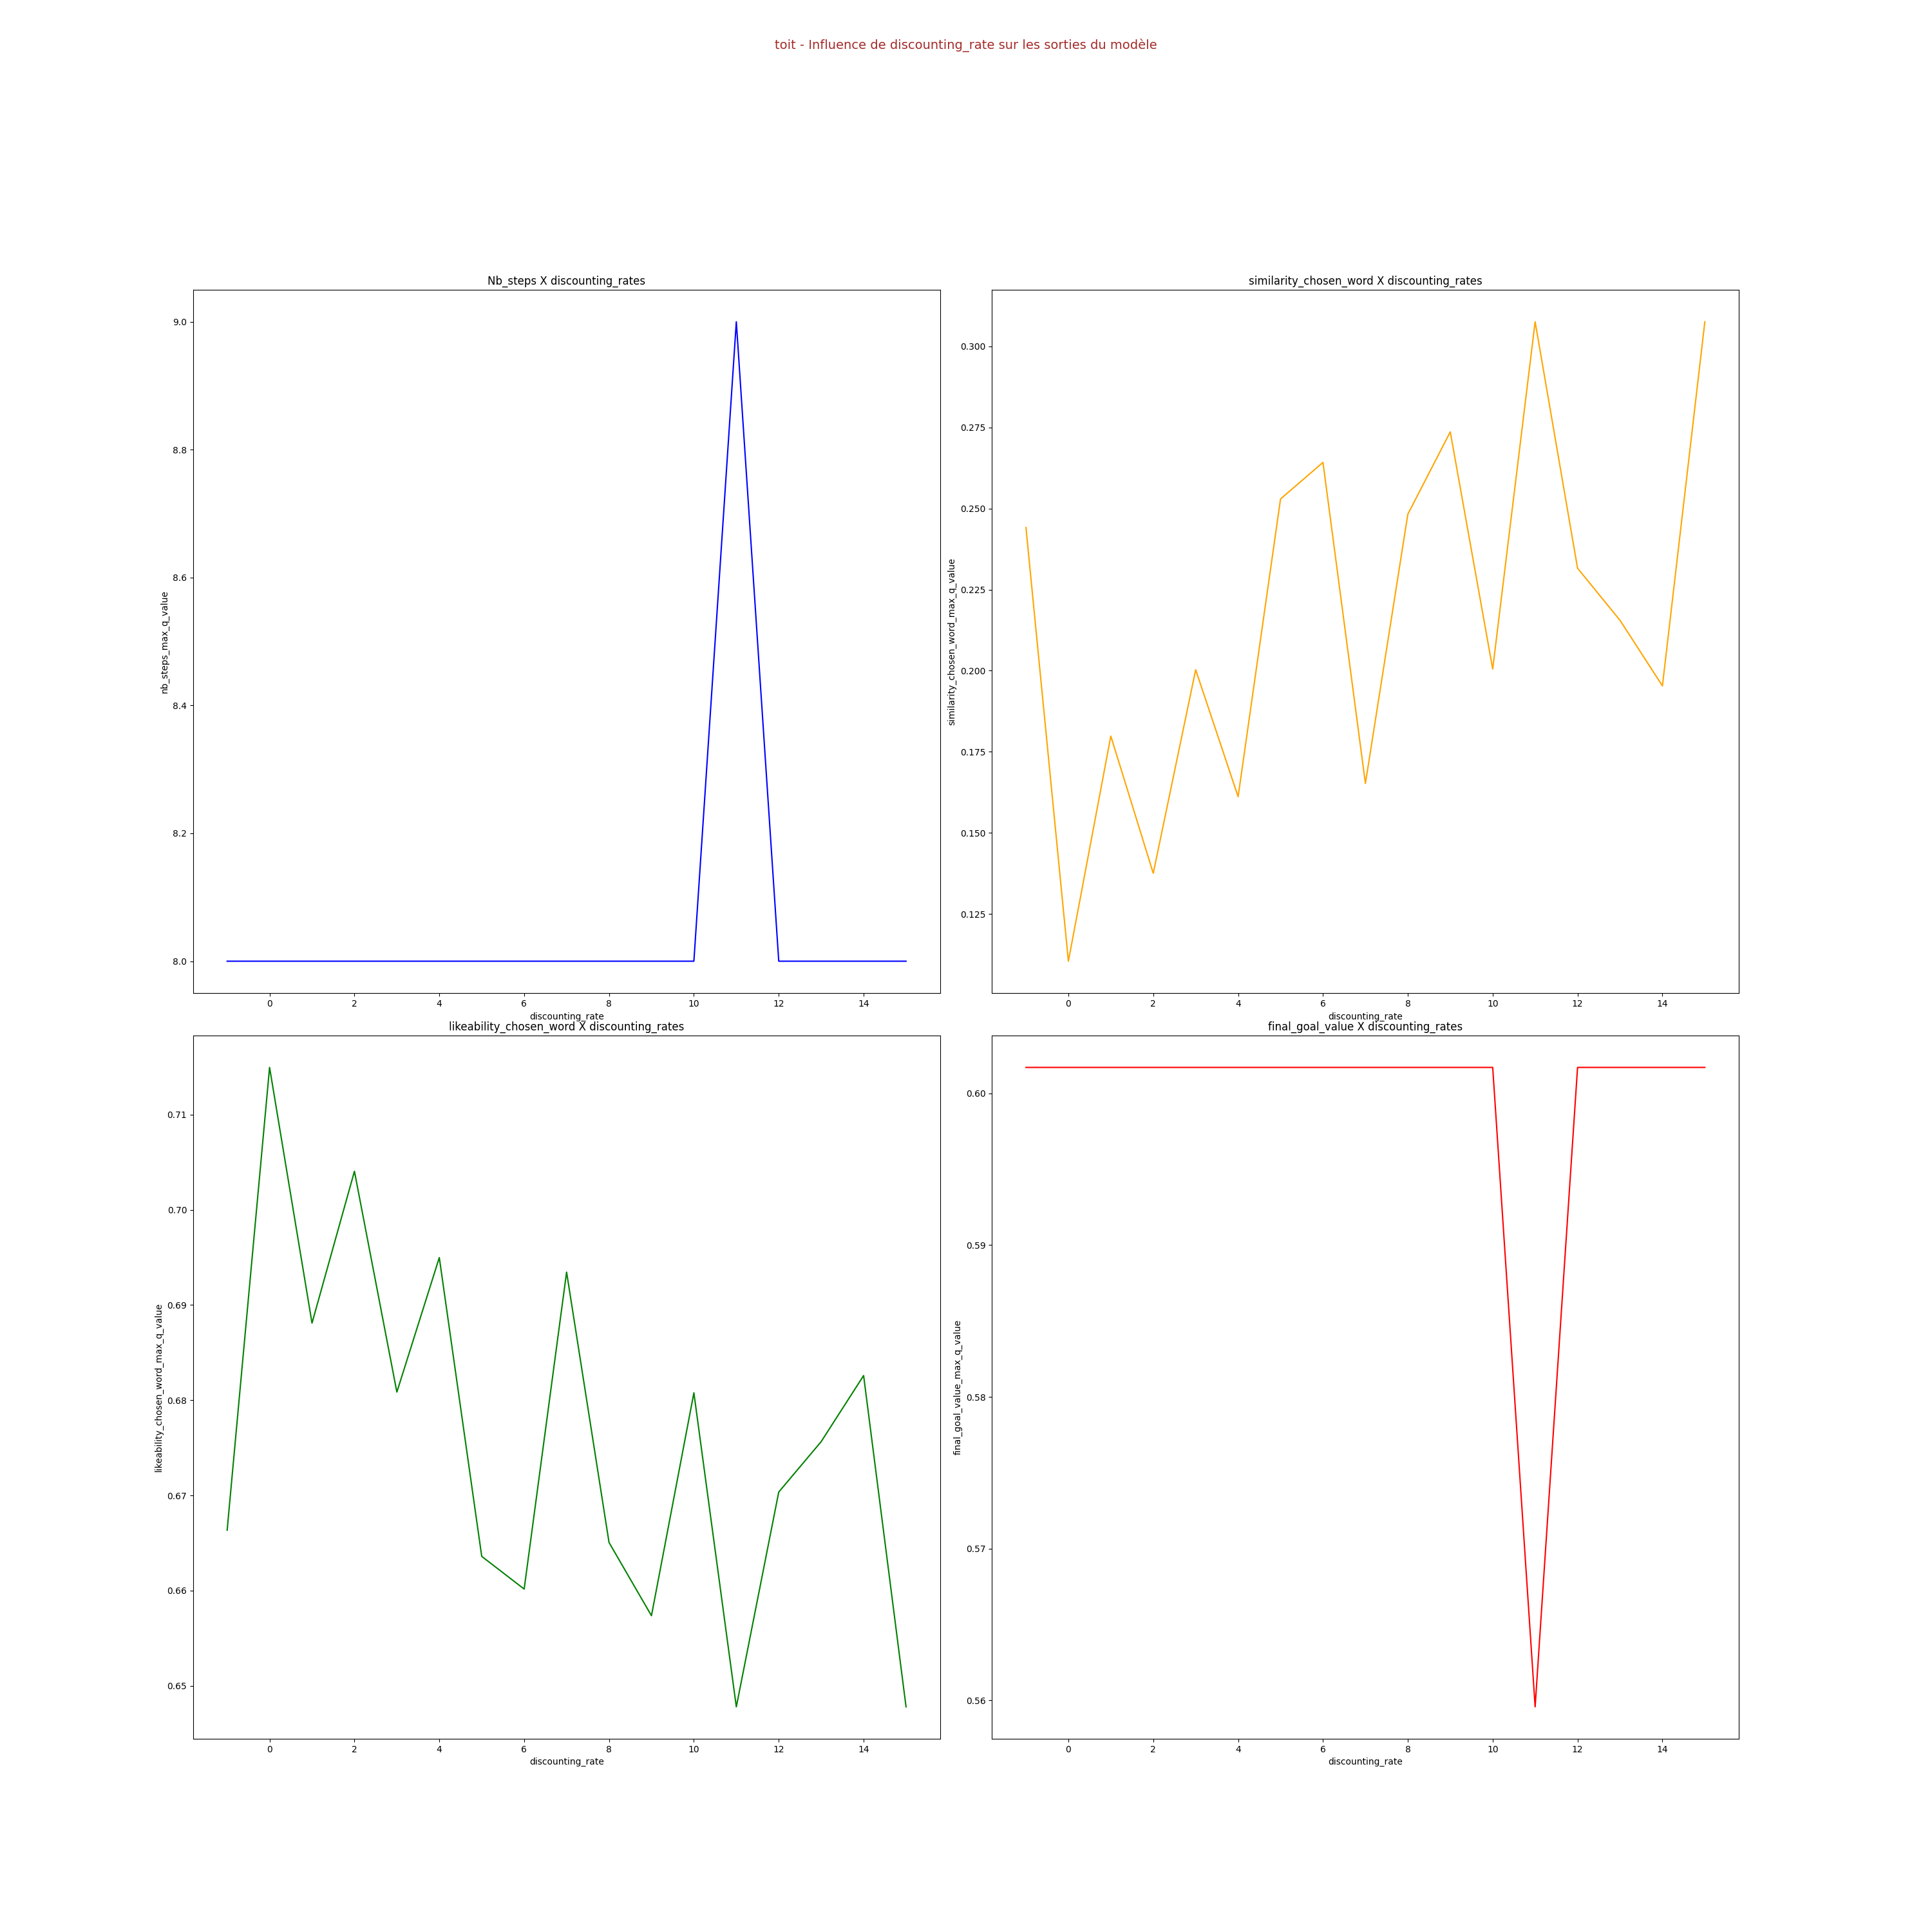 toit - Influence de discounting_rate sur les sorties du modèle
Nb_steps X discounting_rates
nb_steps_max_q_value
9.0
8.8
8.6
8.4
8.2
8.0
0 2 4 6 8 10 12 14
discounting_rate
similarity_chosen_word X discounting_rates
similarity_chosen_word_max_q_value
0.300
0.275
0.250
0.225
0.200
0.175
0.150
0.125
0 2 4 6 8 10 12 14
discounting_rate
likeability_chosen_word X discounting_rates
likeability_chosen_word_max_q_value
0.71
0.70
0.69
0.68
0.67
0.66
0.65
0 2 4 6 8 10 12 14
discounting_rate
final_goal_value X discounting_rates
final_goal_value_max_q_value
0.60
0.59
0.58
0.57
0.56
0 2 4 6 8 10 12 14
discounting_rate